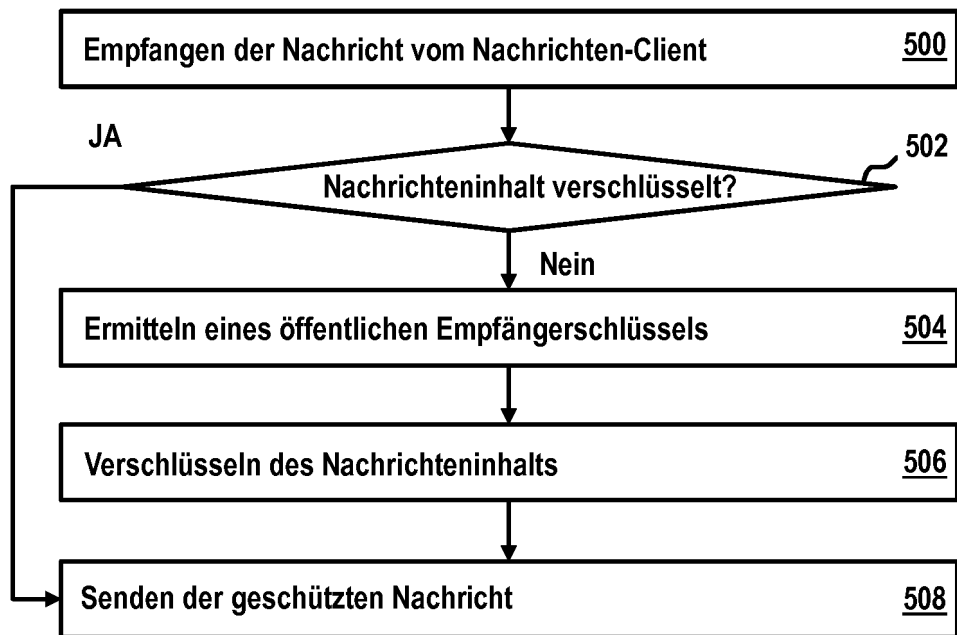 Empfangen der Nachricht vom Nachrichten-Client 500
JA
502
Nachrichteninhalt verschlüsselt?
Nein
Ermitteln eines öffentlichen Empfängerschlüssels 504
Verschlüsseln des Nachrichteninhalts 506
Senden der geschützten Nachricht 508